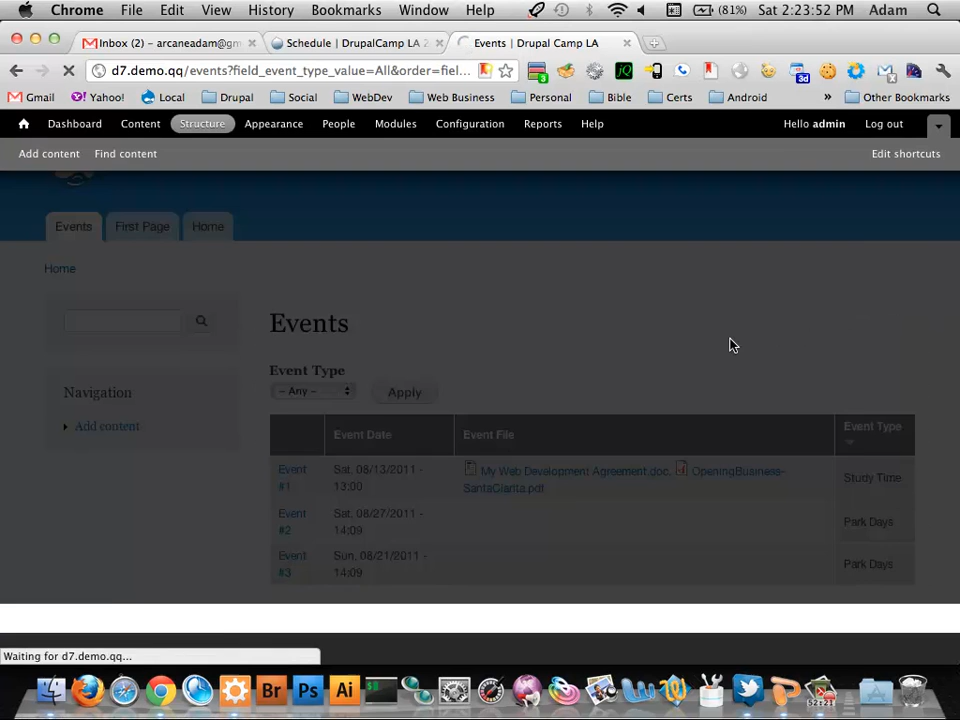 Chrome File Edit View History Bookmarks Window Help (81%) Sat 2:23:52 PM Adam
Inbox (2) - arcaneadam@gm Schedule | DrupalCamp LA 2 Events | Drupal Camp LA
d7.demo.qq/events?field_event_type_value=All&order=fiel...
Gmail Yahoo! Local Drupal Social WebDev Web Business Personal Bible Certs Android » Other Bookmarks
Dashboard Content Structure Appearance People Modules Configuration Reports Help Hello admin Log out
Add content Find content Edit shortcuts
Events First Page Home
Home
Events
Event Type
- Any - Apply
Navigation
Add content
Event Date Event File Event Type
Event #1 Sat, 08/13/2011 - 13:00 My Web Development Agreement.doc, OpeningBusiness-SantaClarita.pdf Study Time
Event #2 Sat, 08/27/2011 - 14:09 Park Days
Event #3 Sun, 08/21/2011 - 14:09 Park Days
Waiting for d7.demo.qq...
Br Ps Ai 52:21